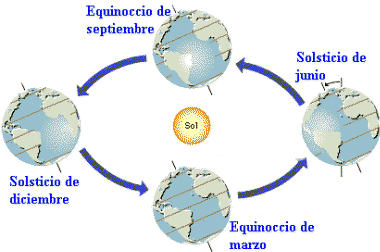 Equinoccio de
septiembre
Solsticio de
junio
Sol
Solsticio de
diciembre
Equinoccio de
marzo